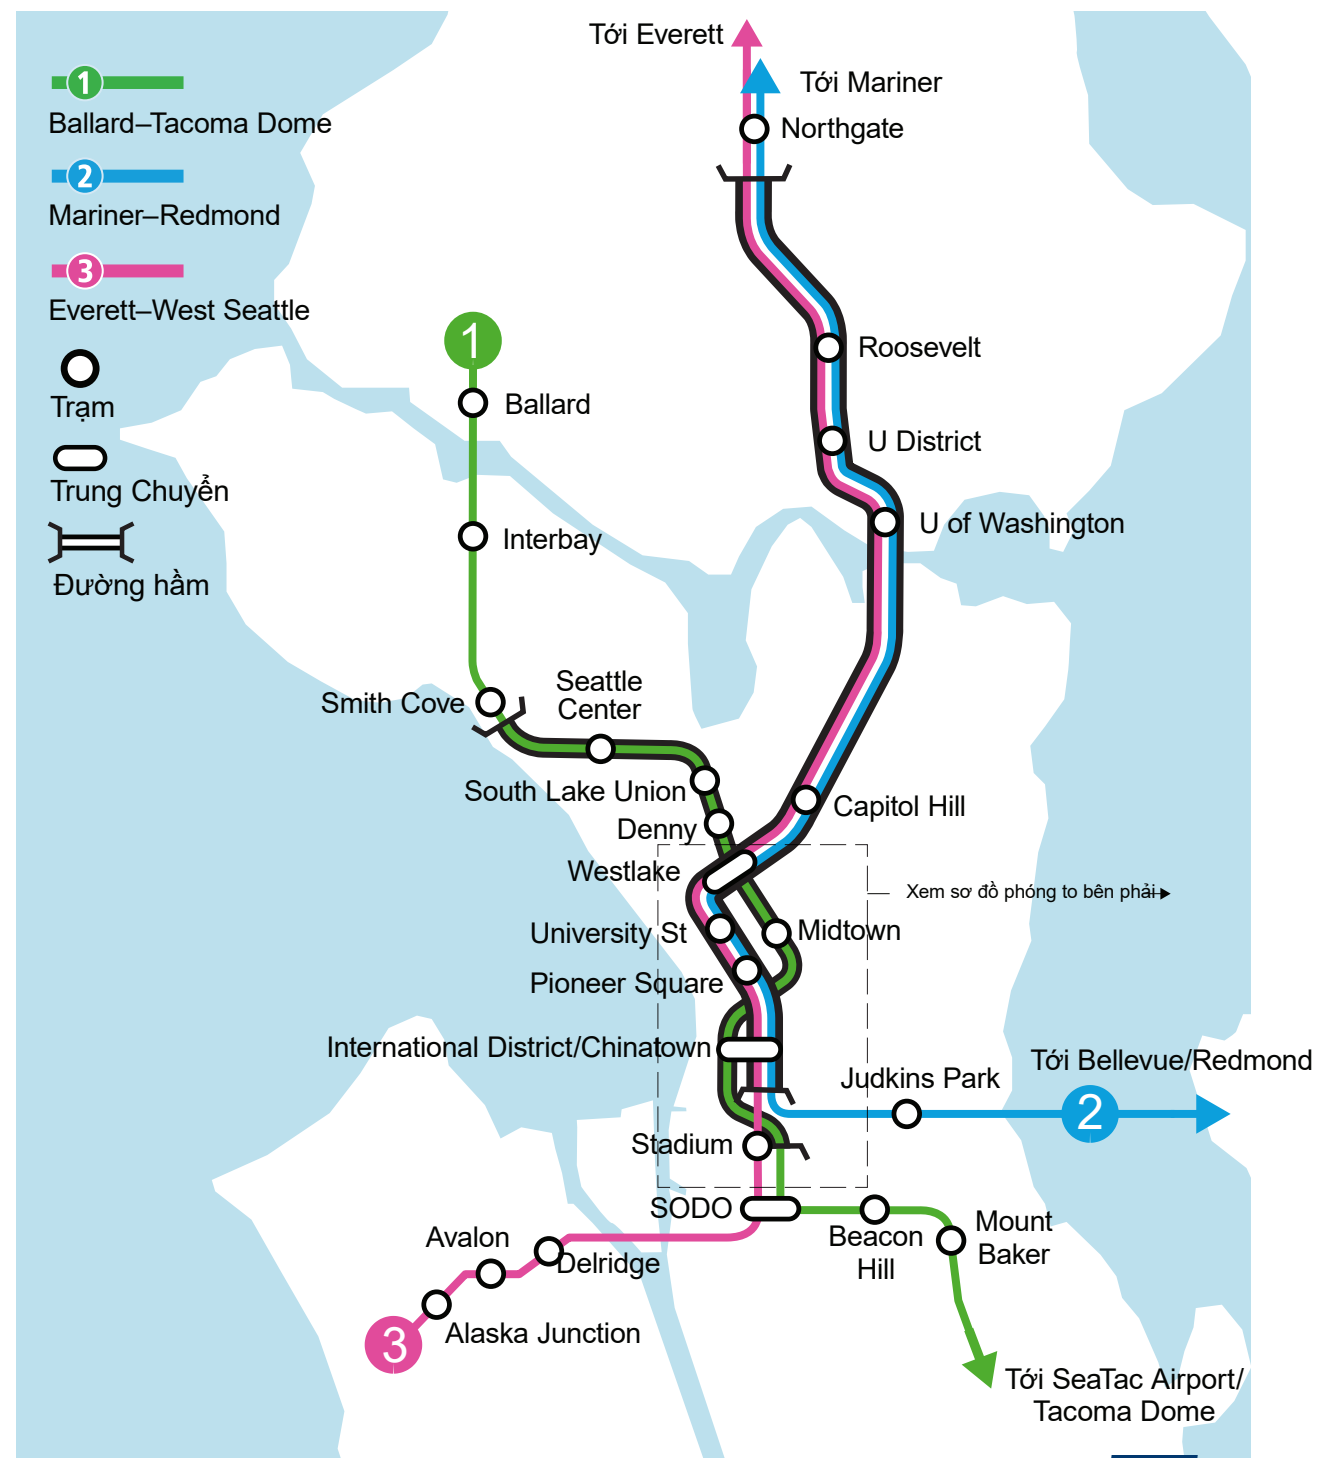 Tới Everett
Tới Mariner
Northgate
1
Ballard–Tacoma Dome
2
Mariner–Redmond
3
Everett–West Seattle
Trạm
Trung Chuyển
Đường hầm
1
Ballard
Interbay
Smith Cove
Seattle
Center
South Lake Union
Denny
Westlake
Roosevelt
U District
U of Washington
Capitol Hill
Xem sơ đồ phóng to bên phải
University St
Midtown
Pioneer Square
International District/Chinatown
Judkins Park
Tới Bellevue/Redmond
2
Stadium
SODO
Beacon
Hill
Mount
Baker
Avalon
Delridge
Alaska Junction
3
Tới SeaTac Airport/
Tacoma Dome